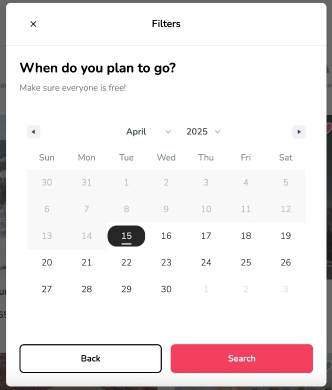 × Filters
When do you plan to go?
Make sure everyone is free!
April 2025
Sun Mon Tue Wed Thu Fri Sat
30 31 1 2 3 4 5
6 7 8 9 10 11 12
13 14 15 16 17 18 19
20 21 22 23 24 25 26
27 28 29 30 1 2 3
Back Search